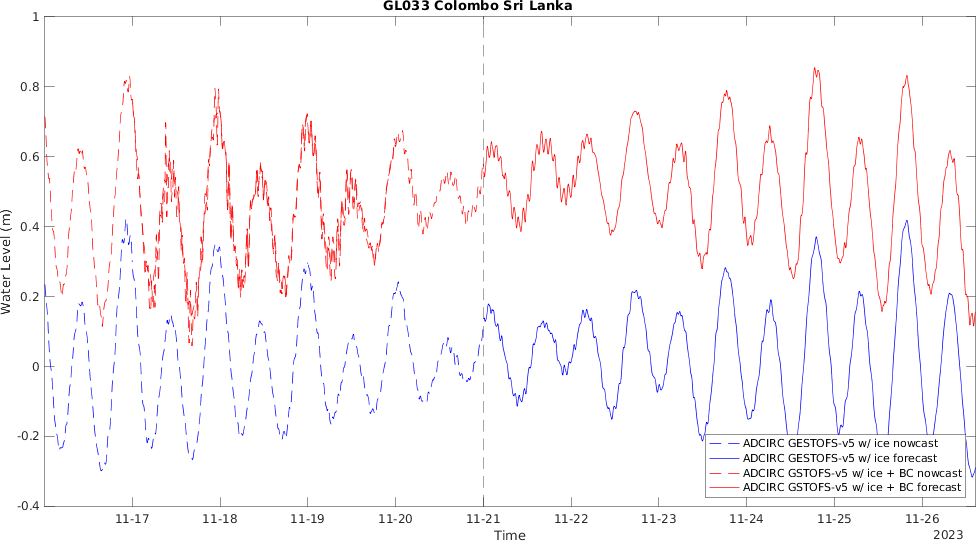 GL033 Colombo Sri Lanka
1
0.8
0.6
0.4
0.2
0
-0.2
-0.4
Water Level (m)
ADCIRC GESTOFS-v5 w/ ice nowcast
ADCIRC GESTOFS-v5 w/ ice forecast
ADCIRC GSTOFS-v5 w/ ice + BC nowcast
ADCIRC GSTOFS-v5 w/ ice + BC forecast
11-17 11-18 11-19 11-20 11-21 11-22 11-23 11-24 11-25 11-26
Time
2023